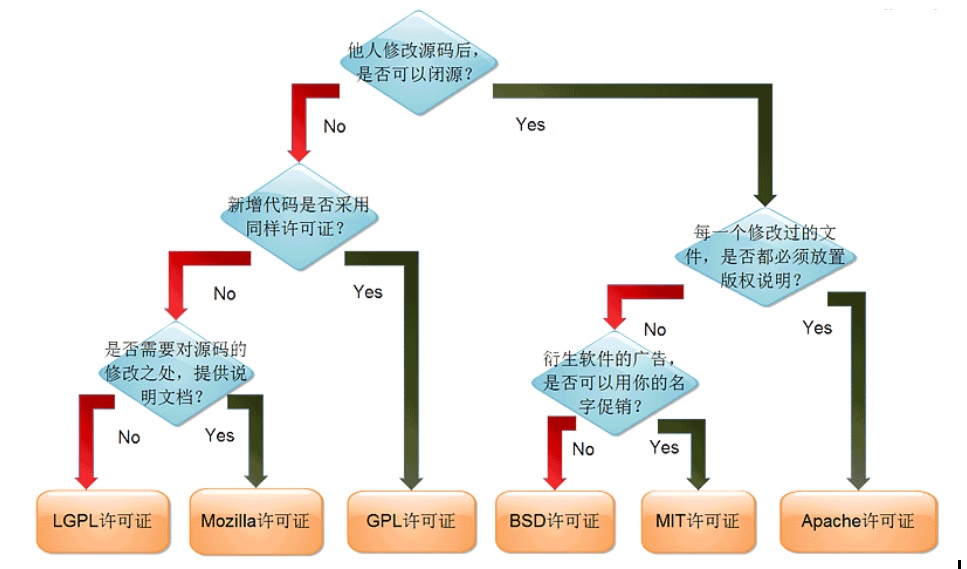 他人修改源码后，
是否可以闭源？
No
Yes
新增代码是否采用
同样许可证？
每一个修改过的文
件，是否都必须放置
版权说明？
No
Yes
No
Yes
是否需要对源码的
修改之处，提供说
明文档？
衍生软件的广告，
是否可以用你的名
字促销？
No
Yes
No
Yes
LGPL许可证
Mozilla许可证
GPL许可证
BSD许可证
MIT许可证
Apache许可证